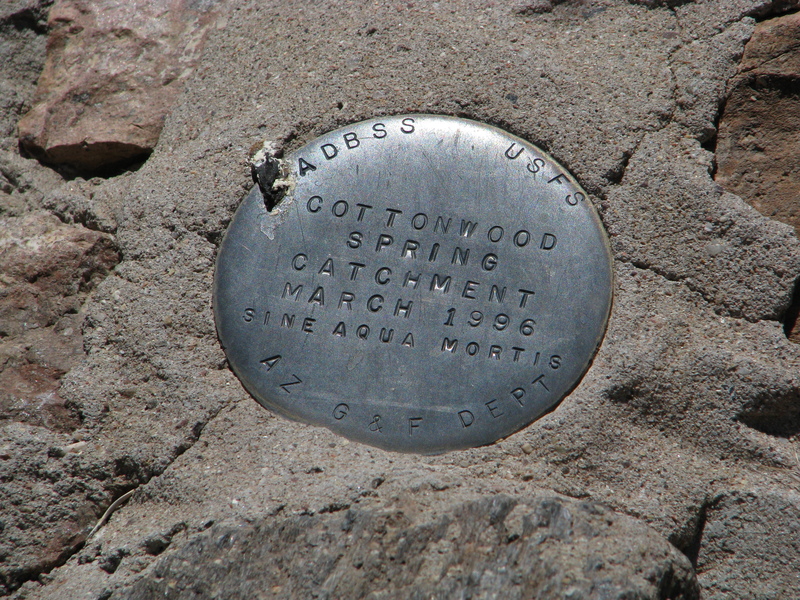 ADBSS USFS
COTTONWOOD
SPRING
CATCHMENT
MARCH 1996
SINE AQUA MORTIS
AZ G & F DEPT